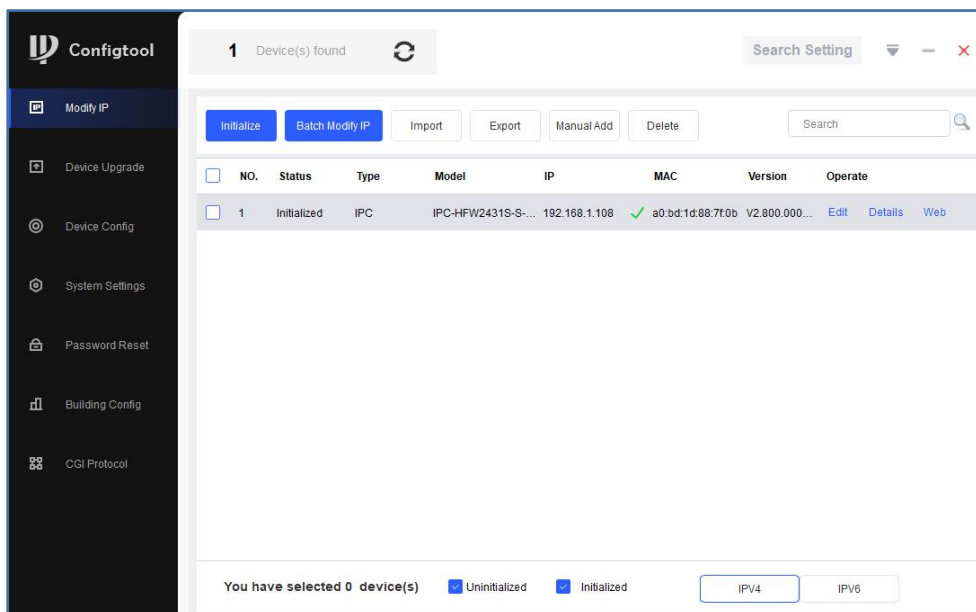 Configtool
1 Device(s) found
Search Setting
Modify IP
Device Upgrade
Device Config
System Settings
Password Reset
Building Config
CGI Protocol
Initialize Batch Modify IP Import Export Manual Add Delete Search
NO. Status Type Model IP MAC Version Operate
1 Initialized IPC IPC-HFW2431S-S-... 192.168.1.108 a0:bd:1d:88:7f:0b V2.800.000... Edit Details Web
You have selected 0 device(s) Uninitialized Initialized IPV4 IPV6